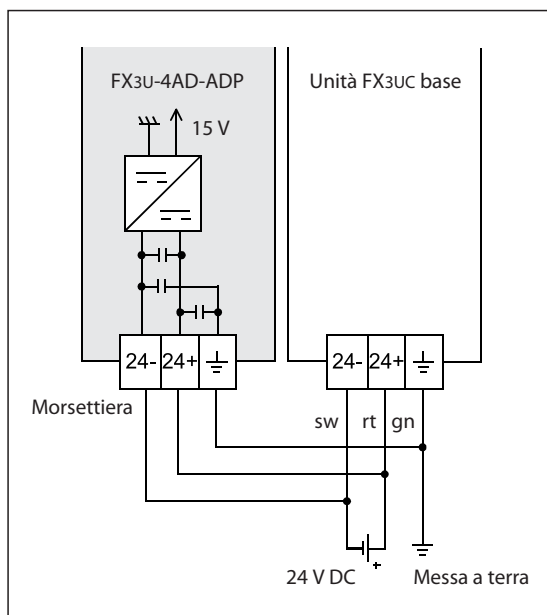 FX3U-4AD-ADP
Unità FX3UC base
15 V
24- 24+
24- 24+
Morsettiera
sw rt gn
+
24 V DC
Messa a terra